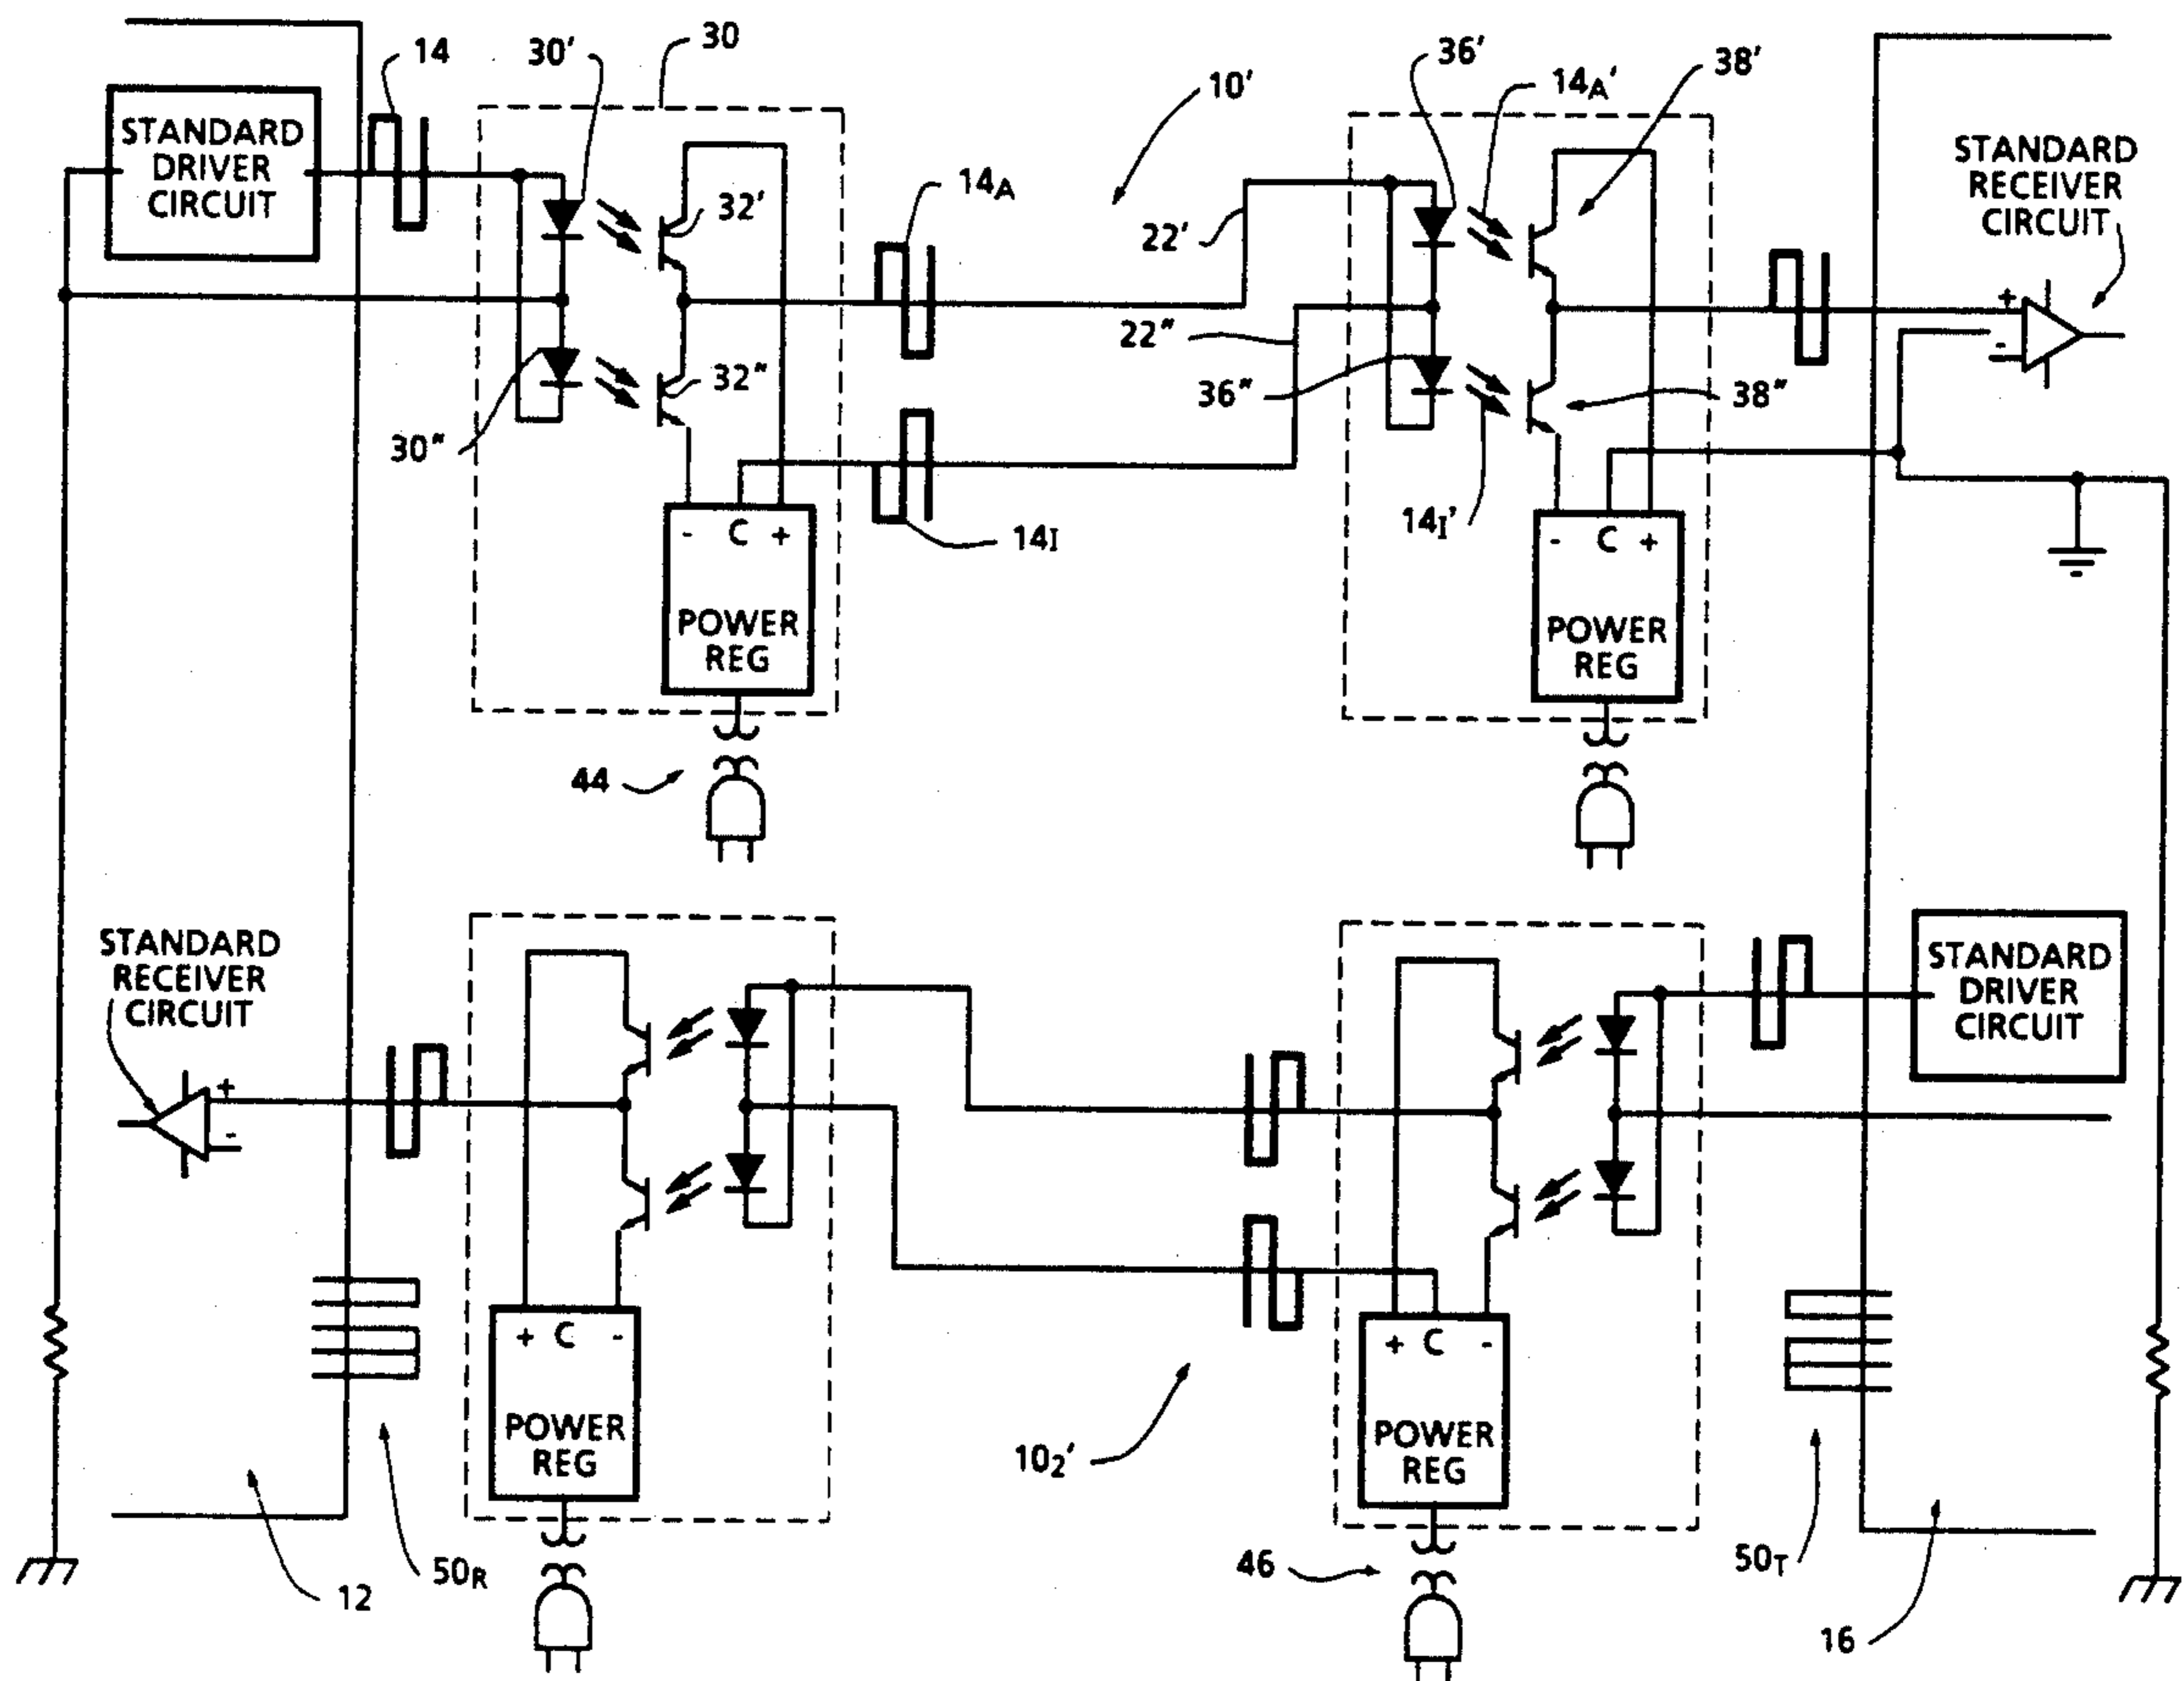 14
30'
30
10'
36'
14A'
38'
STANDARD
DRIVER
CIRCUIT
STANDARD
RECEIVER
CIRCUIT
32'
14A
22'
+
-
22"
32"
36"
38"
30"
14I
14I'
- C +
POWER
REG
- C +
POWER
REG
44
STANDARD
RECEIVER
CIRCUIT
STANDARD
DRIVER
CIRCUIT
+
-
+ C -
POWER
REG
+ C -
POWER
REG
102'
50R
12
46
50T
16